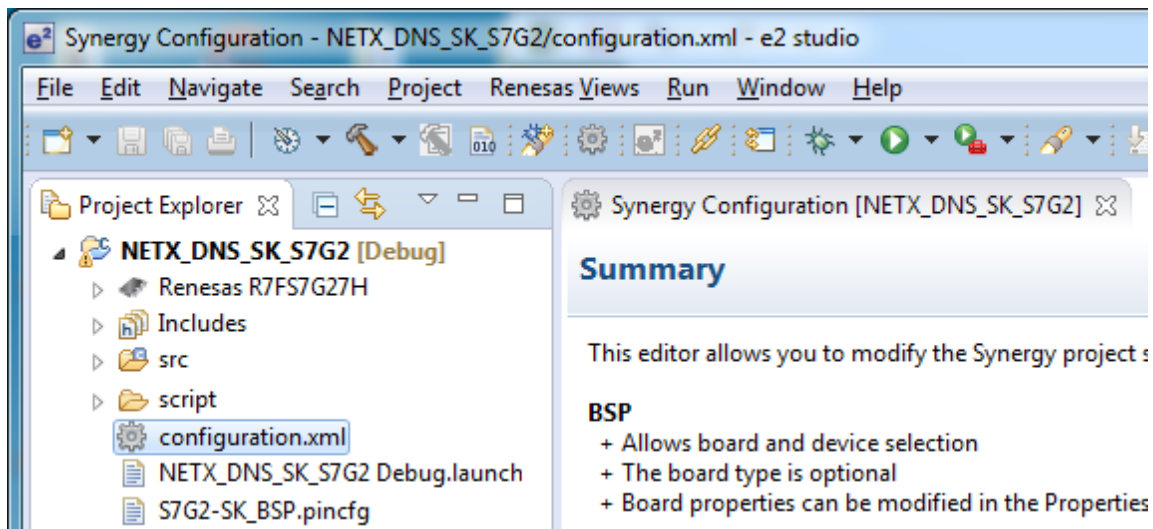 e² Synergy Configuration - NETX_DNS_SK_S7G2/configuration.xml - e2 studio
File Edit Navigate Search Project Renesas Views Run Window Help
010
Project Explorer
Synergy Configuration [NETX_DNS_SK_S7G2]
NETX_DNS_SK_S7G2 [Debug]
Summary
Renesas R7FS7G27H
Includes
src
This editor allows you to modify the Synergy project s
script
BSP
configuration.xml
+ Allows board and device selection
NETX_DNS_SK_S7G2 Debug.launch
+ The board type is optional
S7G2-SK_BSP.pincfg
+ Board properties can be modified in the Properties